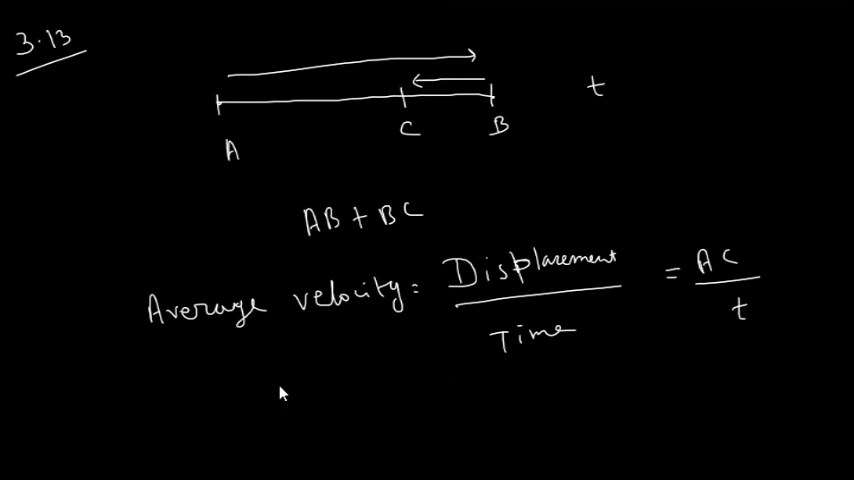 3.13
t
A C B
AB + BC
Average velocity = Displacement / Time = AC / t